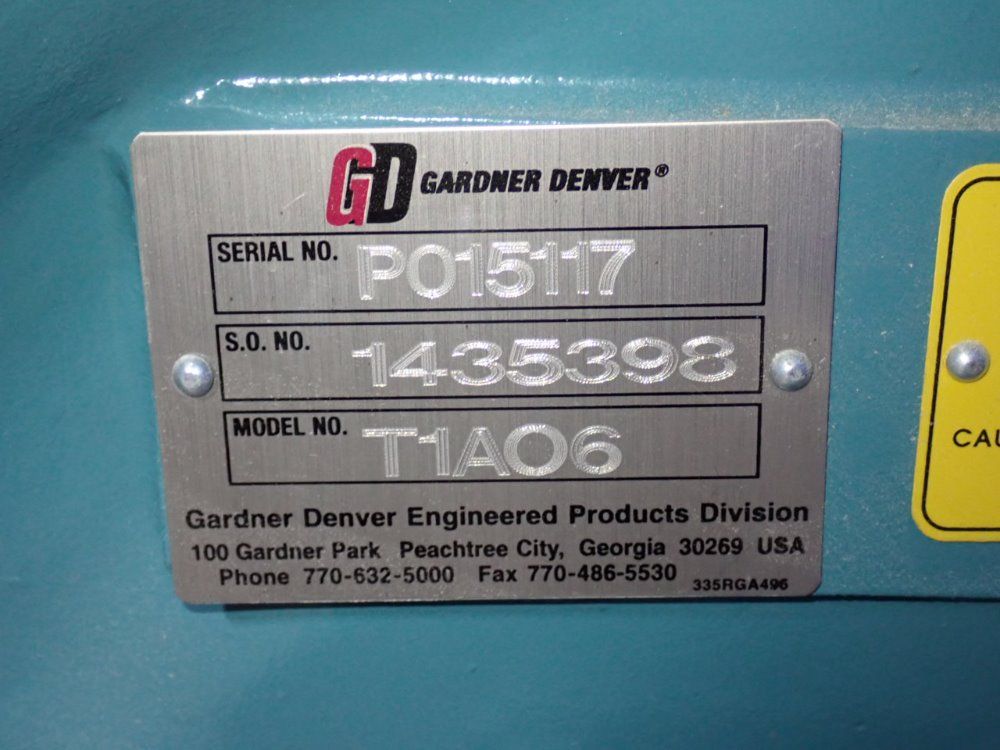 GD GARDNER DENVER®
SERIAL NO. P015117
S.O. NO. 1435398
MODEL NO. T1A06
Gardner Denver Engineered Products Division
100 Gardner Park Peachtree City, Georgia 30269 USA
Phone 770-632-5000 Fax 770-486-5530 335RGA496
CAU